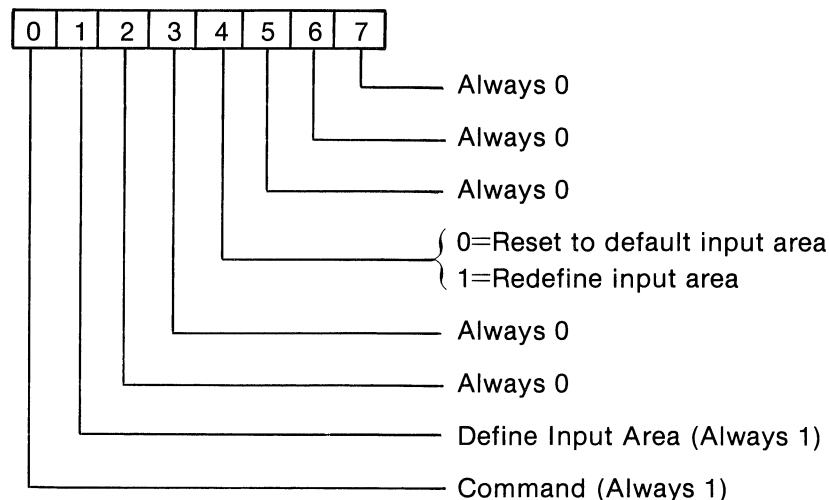 0 1 2 3 4 5 6 7
Always 0
Always 0
Always 0
0=Reset to default input area
1=Redefine input area
Always 0
Always 0
Define Input Area (Always 1)
Command (Always 1)